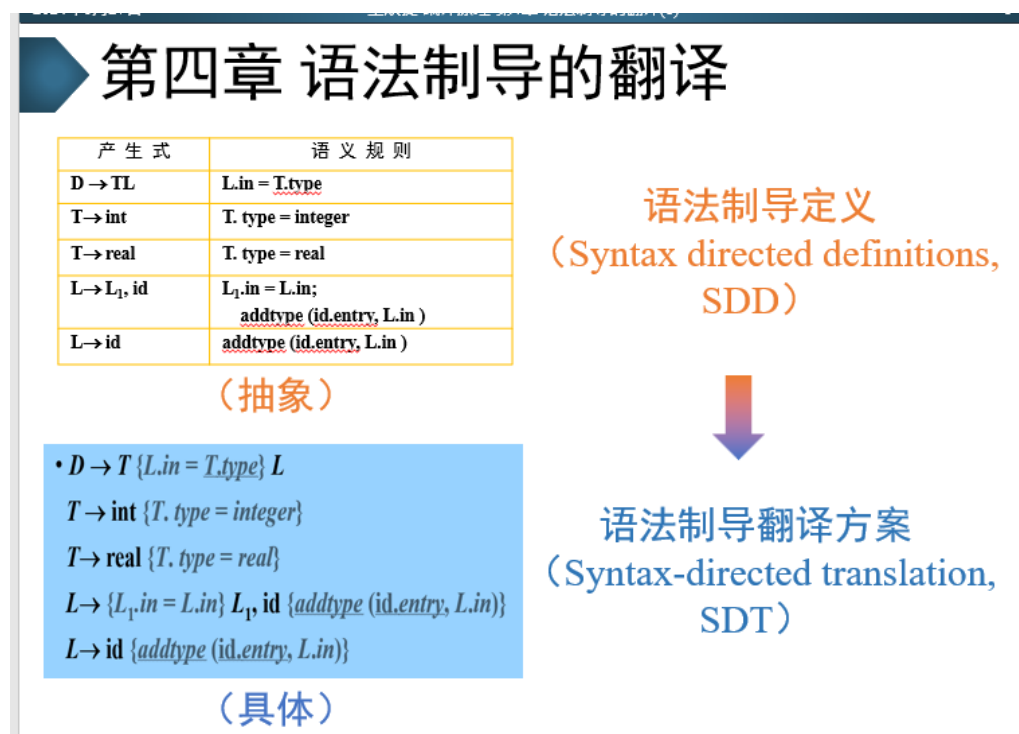 第四章 语法制导的翻译
产 生 式 语 义 规 则
D → TL L.in = T.type
T→ int T. type = integer
T→ real T. type = real
L→ L₁, id L₁.in = L.in;
addtype (id.entry, L.in )
L→ id addtype (id.entry, L.in )
（抽象）
语法制导定义
（Syntax directed definitions,
SDD）
• D → T {L.in = T.type} L
T → int {T. type = integer}
T→ real {T. type = real}
L→ {L₁.in = L.in} L₁, id {addtype (id.entry, L.in)}
L→ id {addtype (id.entry, L.in)}
（具体）
语法制导翻译方案
（Syntax-directed translation,
SDT）